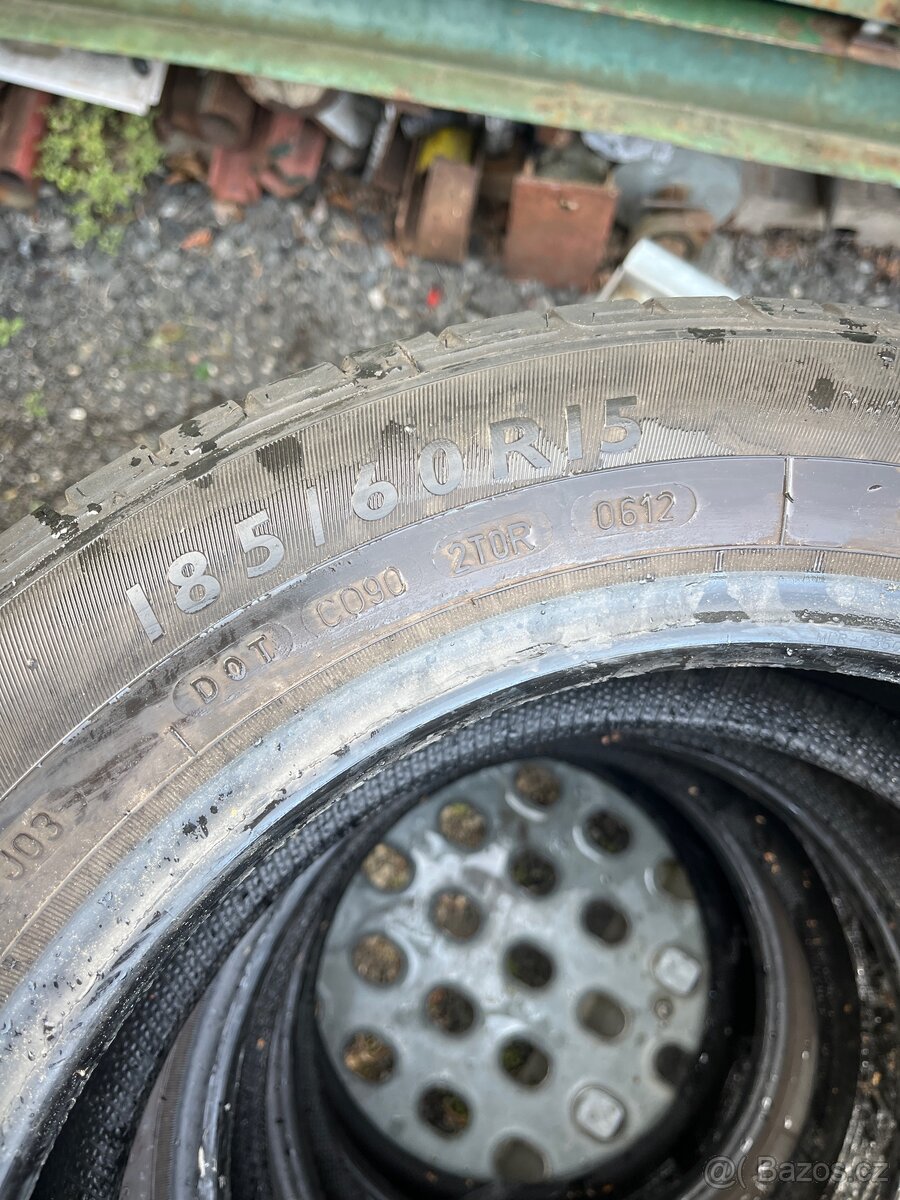 185/60R15
DOT C090 2T0R 0612
J03
@( Bazos.cz